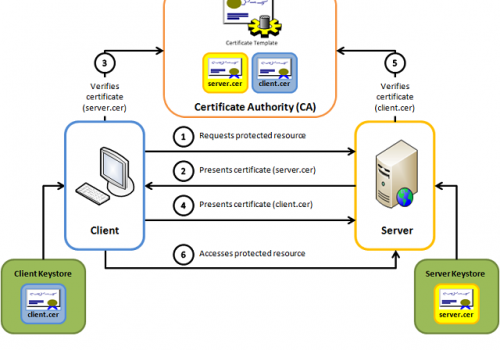 Certificate Template
server.cer
client.cer
Certificate Authority (CA)
3
Verifies
certificate
(server.cer)
5
Verifies
certificate
(client.cer)
1 Requests protected resource
2 Presents certificate (server.cer)
4 Presents certificate (client.cer)
6 Accesses protected resource
Client
Server
Client Keystore
client.cer
Server Keystore
server.cer